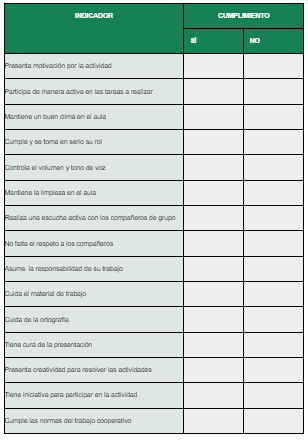 INDICADOR
CUMPLIMIENTO
SÍ
NO
Presenta motivación por la actividad
Participa de manera activa en las tareas a realizar
Mantiene un buen clima en el aula
Cumple y se toma en serio su rol
Controla el volumen y tono de voz
Mantiene la limpieza en el aula
Realiza una escucha activa con los compañeros de grupo
No falta el respeto a los compañeros
Asume la responsabilidad de su trabajo
Cuida el material de trabajo
Cuida de la ortografía
Tiene cura de la presentación
Presenta creatividad para resolver las actividades
Tiene iniciativa para participar en la actividad
Cumple las normas del trabajo cooperativo